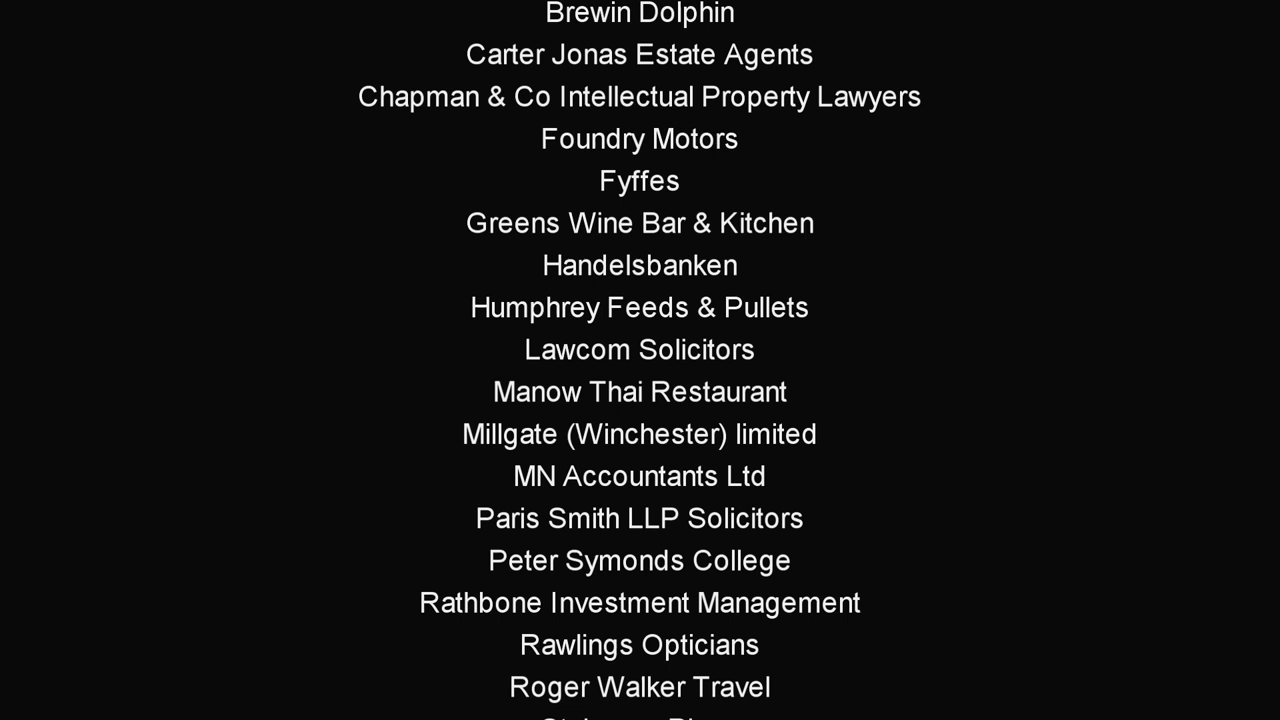 Brewin Dolphin
Carter Jonas Estate Agents
Chapman & Co Intellectual Property Lawyers
Foundry Motors
Fyffes
Greens Wine Bar & Kitchen
Handelsbanken
Humphrey Feeds & Pullets
Lawcom Solicitors
Manow Thai Restaurant
Millgate (Winchester) limited
MN Accountants Ltd
Paris Smith LLP Solicitors
Peter Symonds College
Rathbone Investment Management
Rawlings Opticians
Roger Walker Travel